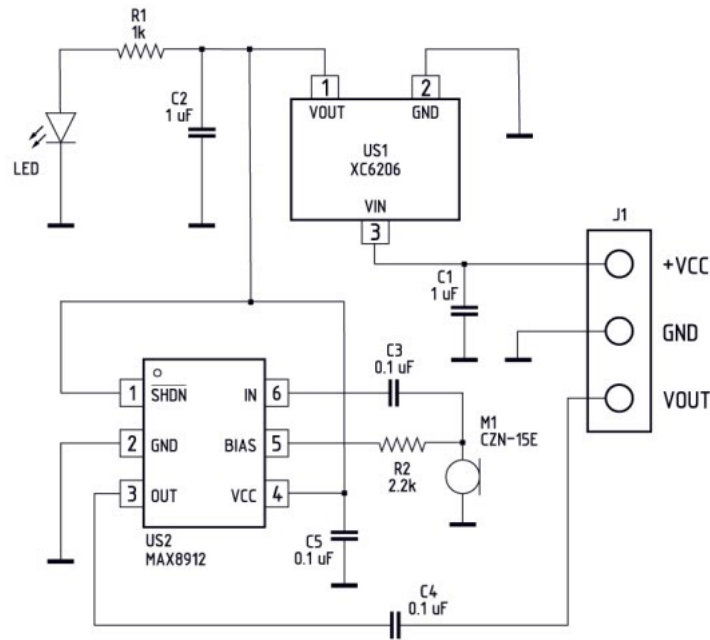 R1
1k
C2
1 uF
LED
1
2
VOUT
GND
US1
XC6206
VIN
3
J1
+VCC
C1
1 uF
GND
VOUT
C3
0.1 uF
1
SHDN
IN
6
2
GND
BIAS
5
3
OUT
VCC
4
R2
2.2k
M1
CZN-15E
US2
MAX8912
C5
0.1 uF
C4
0.1 uF